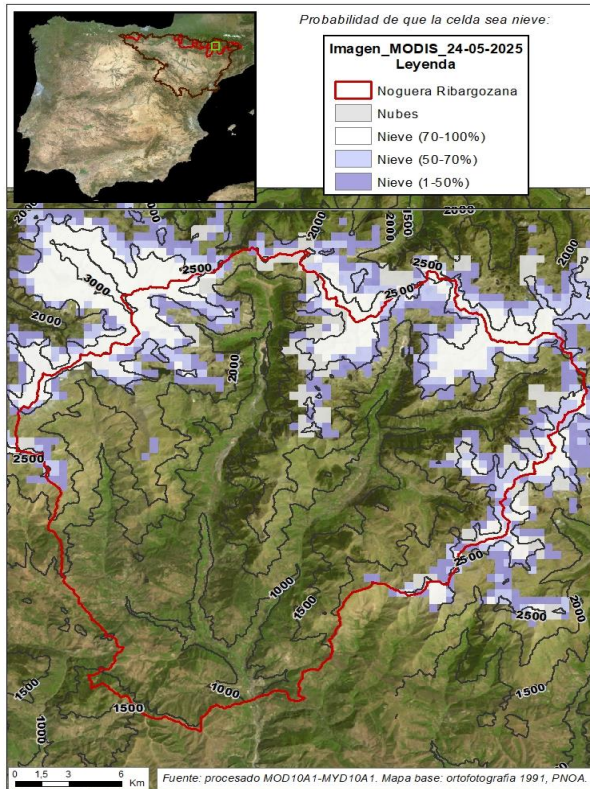 Probabilidad de que la celda sea nieve:
Imagen_MODIS_24-05-2025
Leyenda
Noguera Ribargozana
Nubes
Nieve (70-100%)
Nieve (50-70%)
Nieve (1-50%)
2000
2000
2000
1500
2000
2000
2500
2500
2500
3000
2500
2000
2000
2000
2500
2500
1000
1500
2500
2000
1000
1500
1500
1500
1000
0 1,5 3 6
Km
Fuente: procesado MOD10A1-MYD10A1. Mapa base: ortofotografía 1991, PNOA.